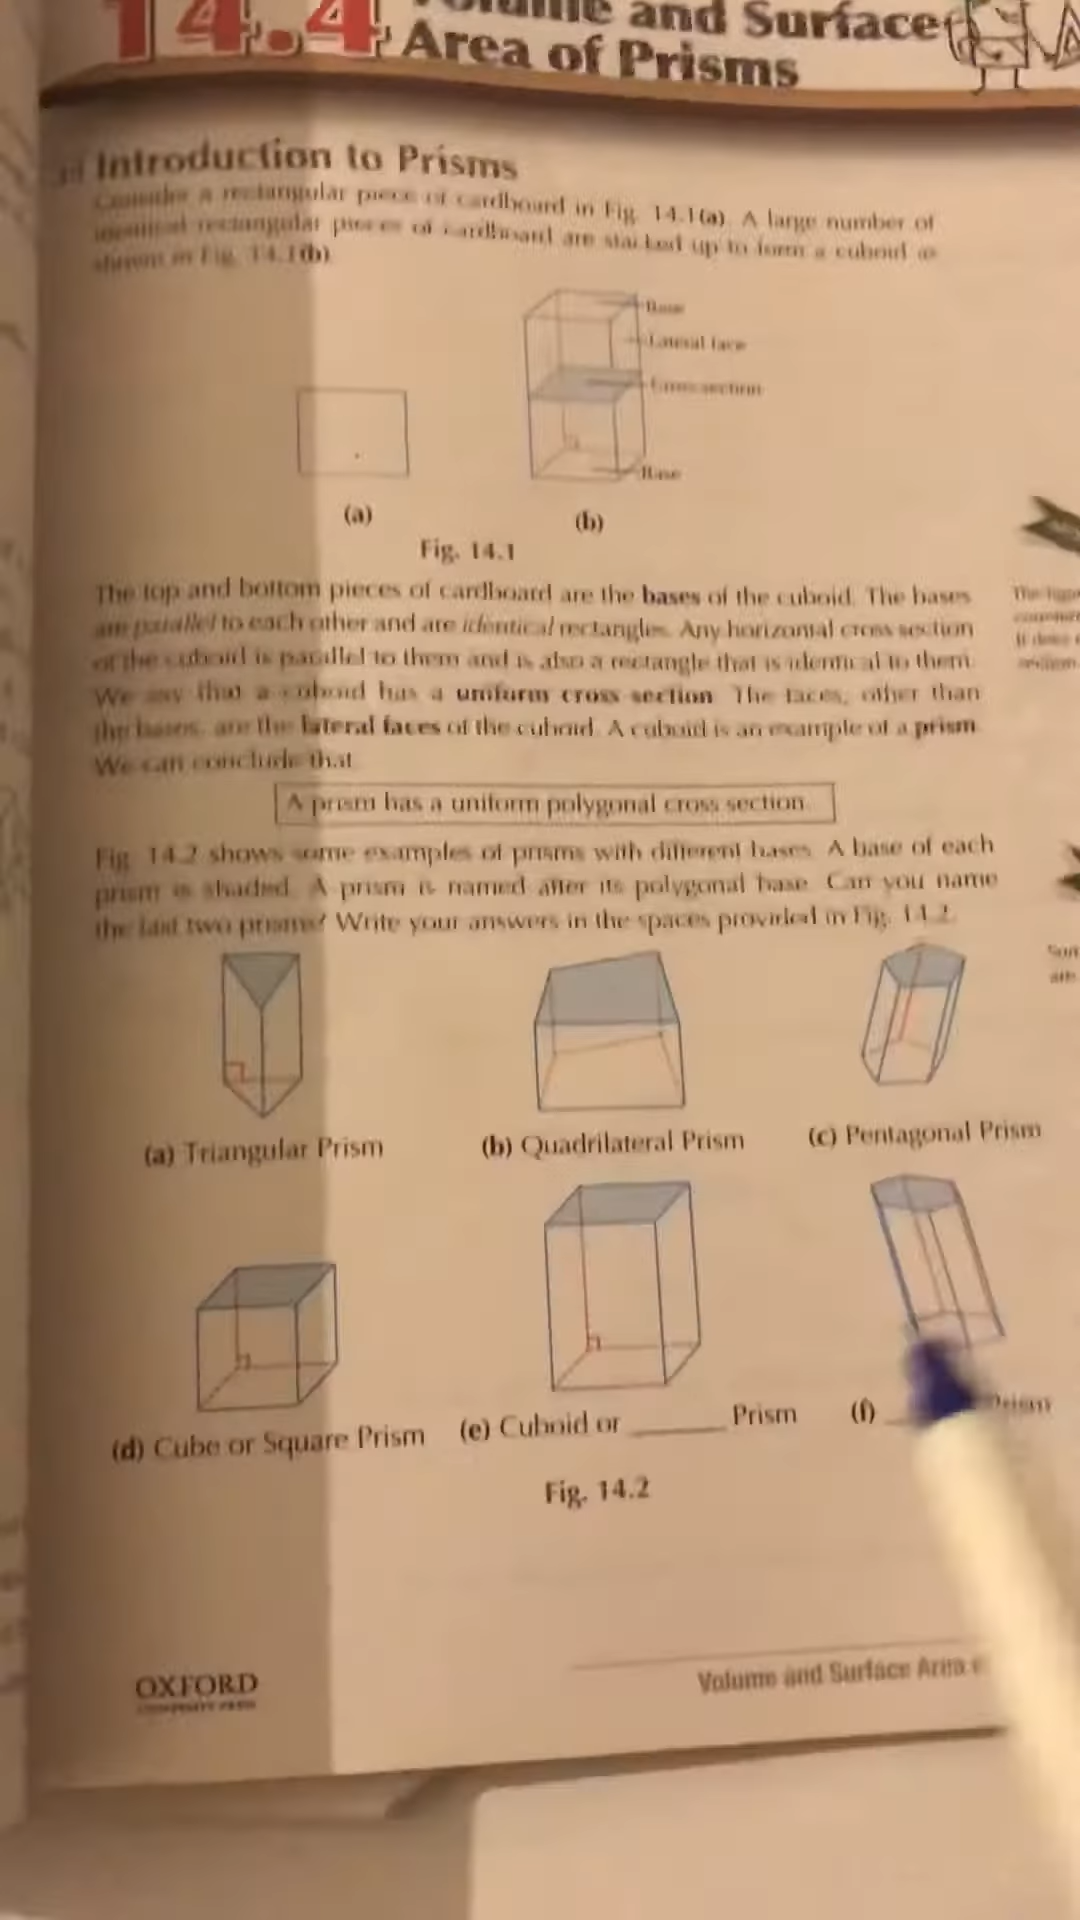 14.4 Volume and Surface
Area of Prisms
Introduction to Prisms
Consider a rectangular piece of cardboard in Fig. 14.1(a). A large number of
identical rectangular pieces of cardboard are stacked up to form a cuboid as
shown in Fig. 14.1(b).
Base
Lateral face
Cross section
Base
(a)
(b)
Fig. 14.1
The top and bottom pieces of cardboard are the bases of the cuboid. The bases
are parallel to each other and are identical rectangles. Any horizontal cross section
of the cuboid is parallel to them and is also a rectangle that is identical to them.
We say that a cuboid has a uniform cross section. The faces, other than
the bases, are the lateral faces of the cuboid. A cuboid is an example of a prism.
We can conclude that
A prism has a uniform polygonal cross section.
Fig. 14.2 shows some examples of prisms with different bases. A base of each
prism is shaded. A prism is named after its polygonal base. Can you name
the last two prisms? Write your answers in the spaces provided in Fig. 14.2.
(a) Triangular Prism
(b) Quadrilateral Prism
(c) Pentagonal Prism
(d) Cube or Square Prism
(e) Cuboid or ________ Prism
(f) ____ Prism
Fig. 14.2
OXFORD
UNIVERSITY PRESS
Volume and Surface Area